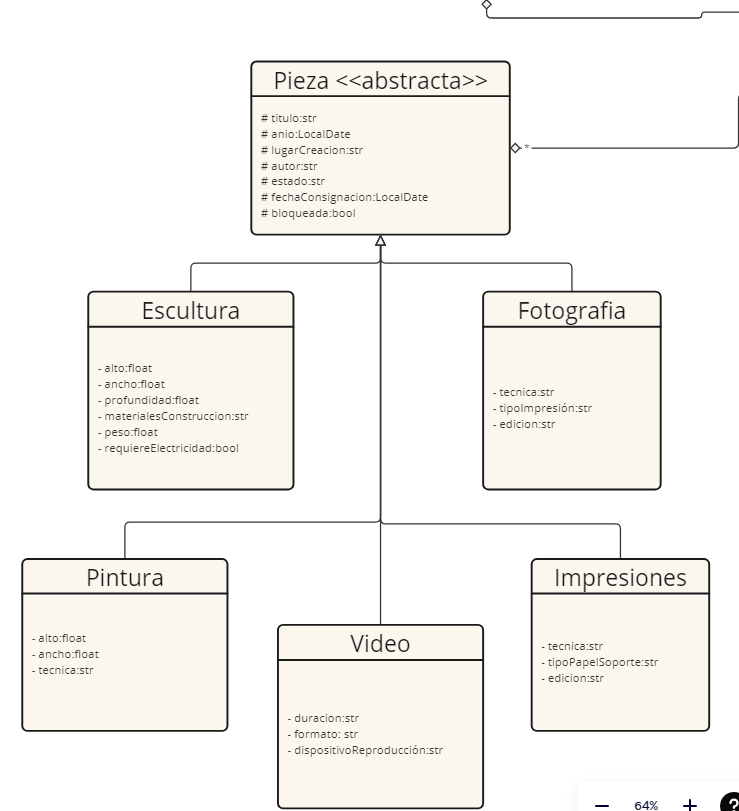 Pieza <<abstracta>>
# titulo:str
# anio:LocalDate
# lugarCreacion:str
# autor:str
# estado:str
# fechaConsignacion:LocalDate
# bloqueada:bool
*
Escultura
- alto:float
- ancho:float
- profundidad:float
- materialesConstruccion:str
- peso:float
- requiereElectricidad:bool
Fotografia
- tecnica:str
- tipoImpresión:str
- edicion:str
Pintura
- alto:float
- ancho:float
- tecnica:str
Video
- duracion:str
- formato: str
- dispositivoReproducción:str
Impresiones
- tecnica:str
- tipoPapelSoporte:str
- edicion:str
− 64% + ?